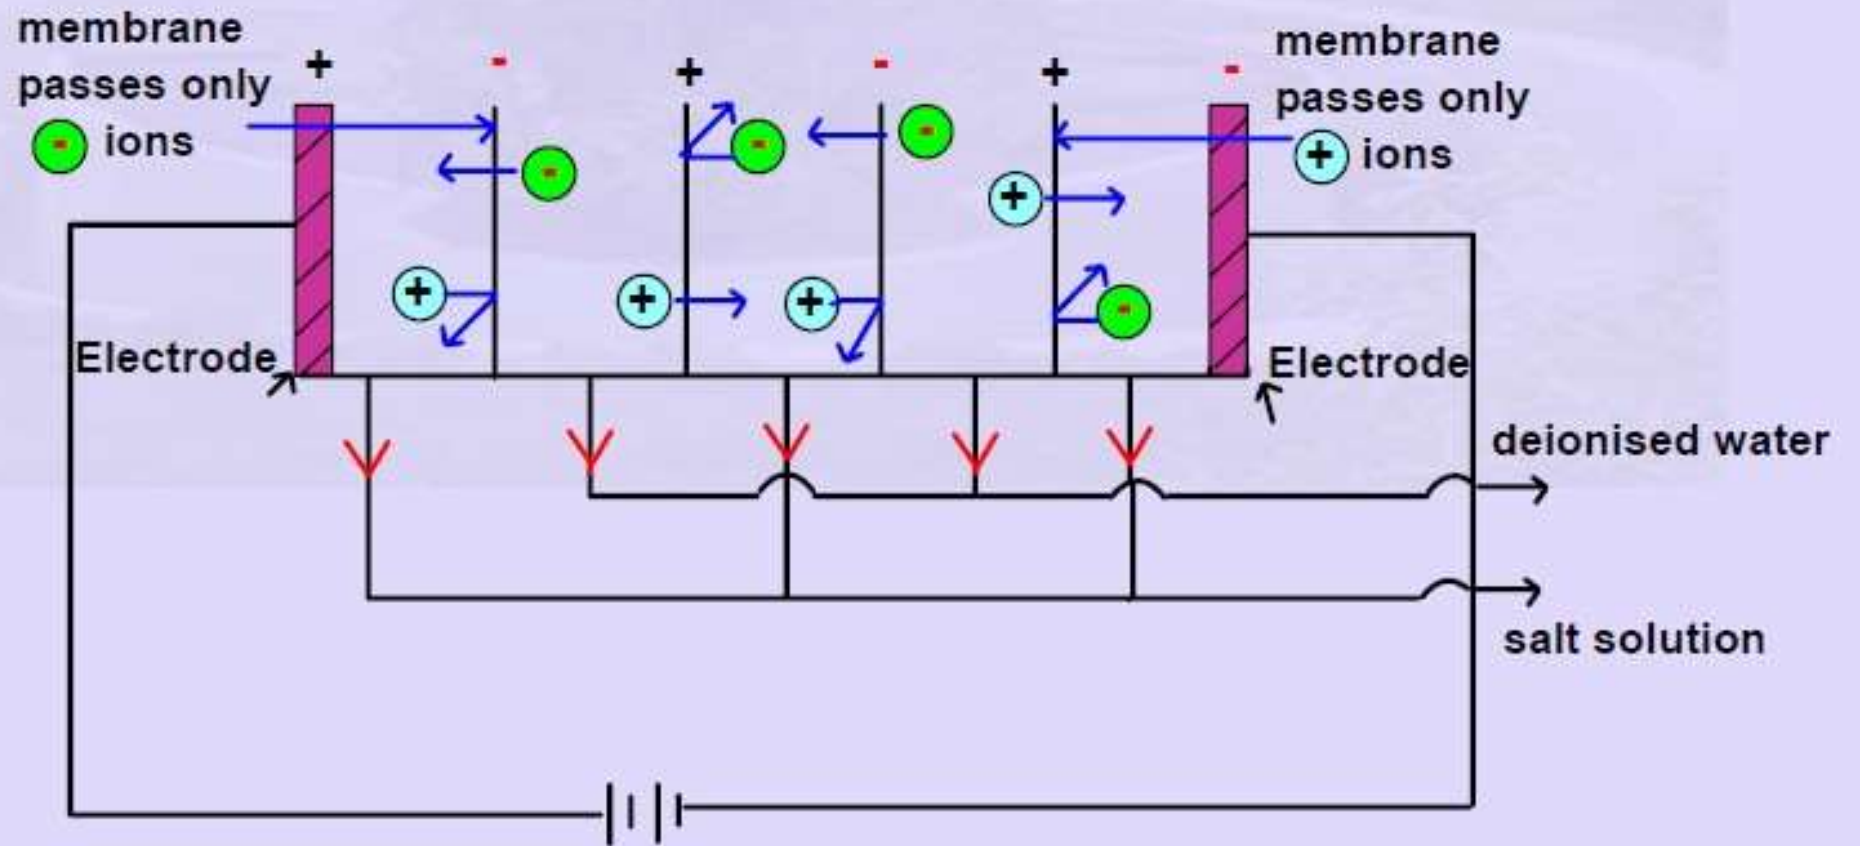 membrane
passes only
- ions
+ - + - + -
membrane
passes only
+ ions
- - -
- +
+ + + -
Electrode
Electrode
deionised water
salt solution